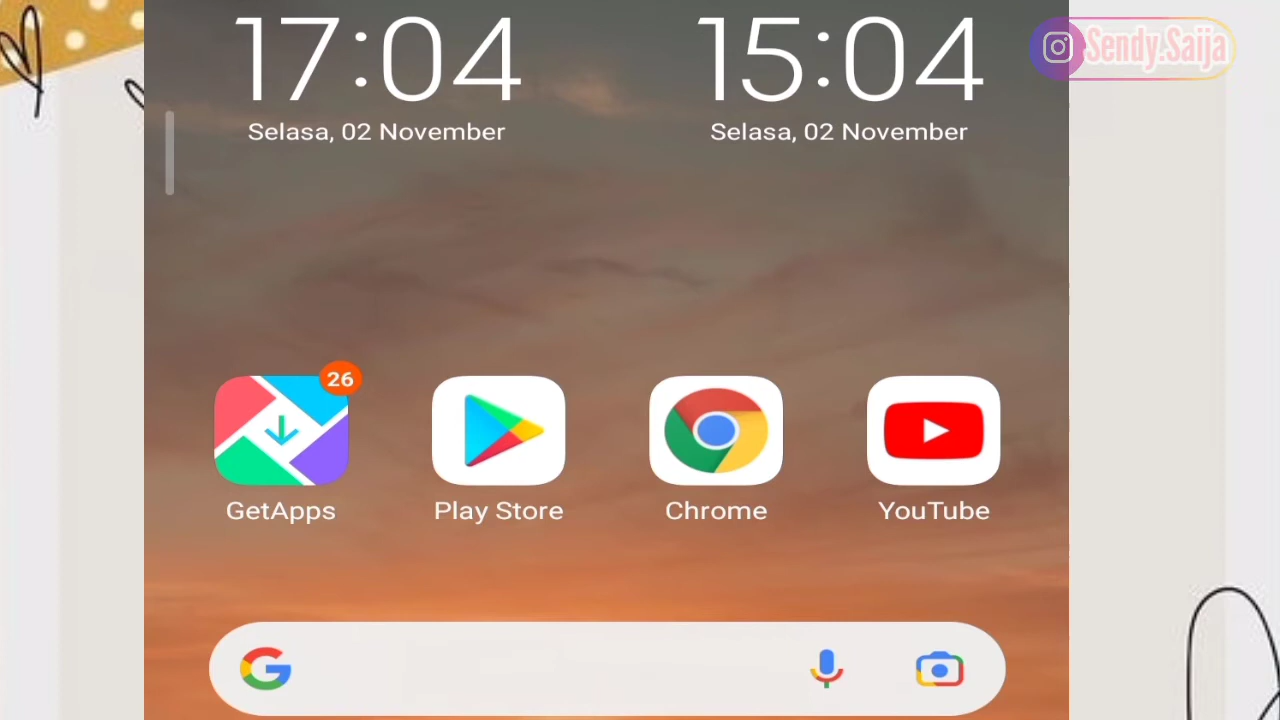 17:04
15:04
Selasa, 02 November
Selasa, 02 November
Sendy.Saija
26
GetApps
Play Store
Chrome
YouTube